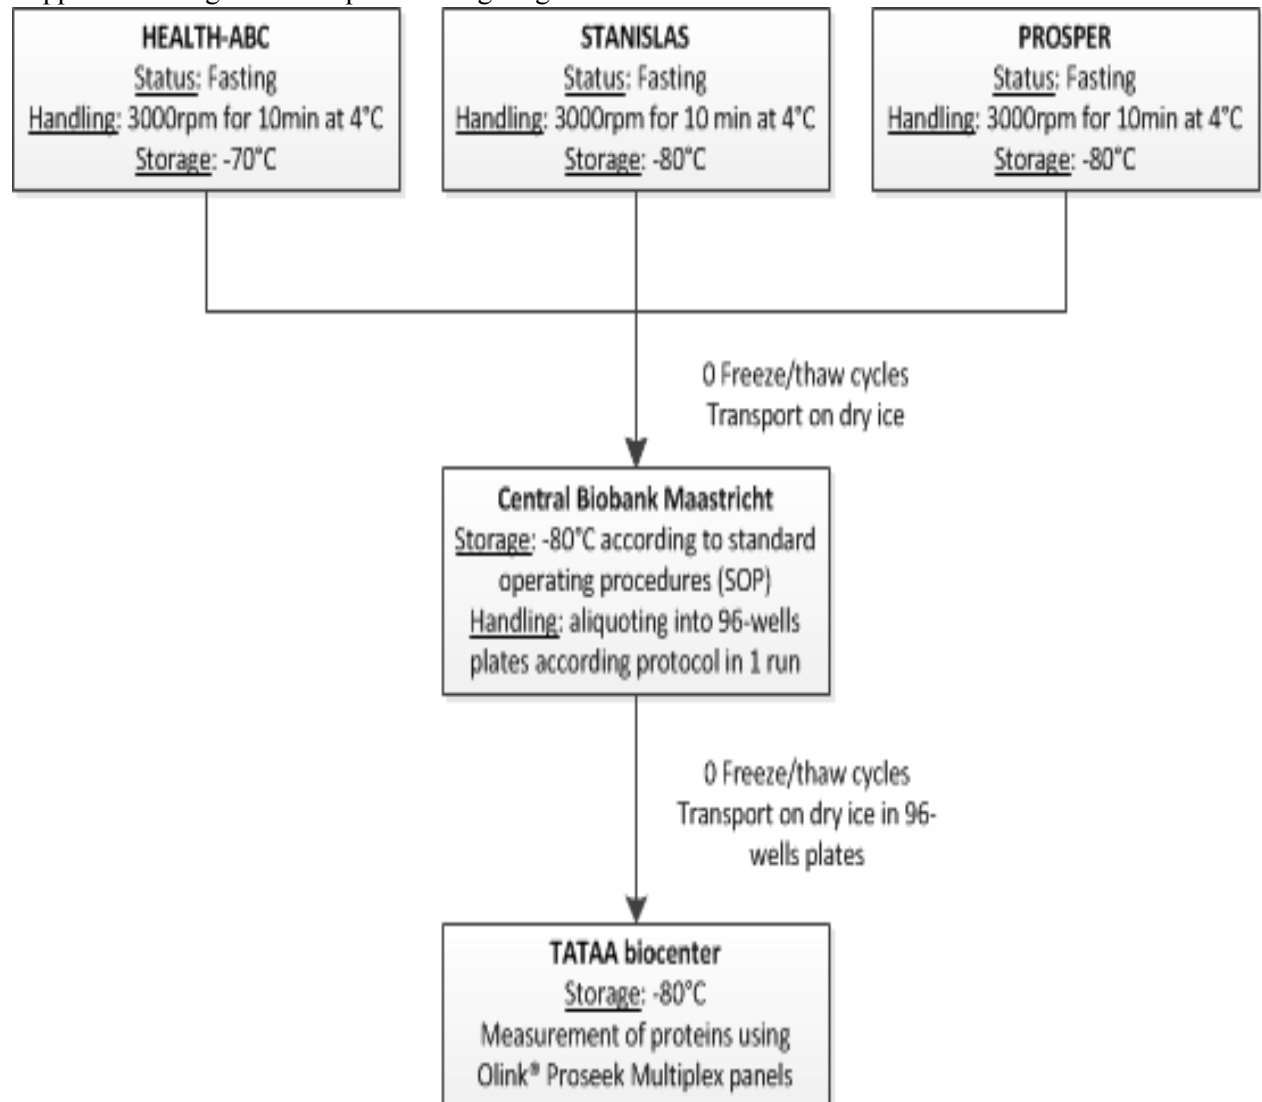 HEALTH-ABC
Status: Fasting
Handling: 3000rpm for 10min at 4°C
Storage: -70°C
STANISLAS
Status: Fasting
Handling: 3000rpm for 10 min at 4°C
Storage: -80°C
PROSPER
Status: Fasting
Handling: 3000rpm for 10min at 4°C
Storage: -80°C
0 Freeze/thaw cycles
Transport on dry ice
Central Biobank Maastricht
Storage: -80°C according to standard
operating procedures (SOP)
Handling: aliquoting into 96-wells
plates according protocol in 1 run
0 Freeze/thaw cycles
Transport on dry ice in 96-
wells plates
TATAA biocenter
Storage: -80°C
Measurement of proteins using
Olink® Proseek Multiplex panels